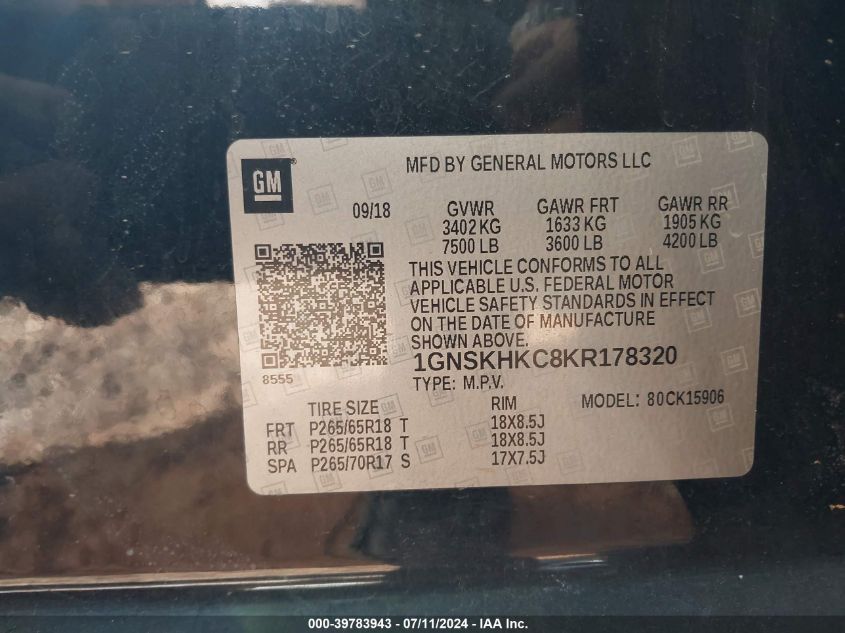 GM
MFD BY GENERAL MOTORS LLC
09/18 GVWR GAWR FRT GAWR RR
3402 KG 1633 KG 1905 KG
7500 LB 3600 LB 4200 LB
THIS VEHICLE CONFORMS TO ALL
APPLICABLE U.S. FEDERAL MOTOR
VEHICLE SAFETY STANDARDS IN EFFECT
ON THE DATE OF MANUFACTURE
SHOWN ABOVE.
8555
1GNSKHKC8KR178320
TYPE: M.P.V. MODEL: 80CK15906
TIRE SIZE RIM
FRT P265/65R18 T 18X8.5J
RR P265/65R18 T 18X8.5J
SPA P265/70R17 S 17X7.5J
000-39783943 / 07/11/2024 - © IAA Inc.